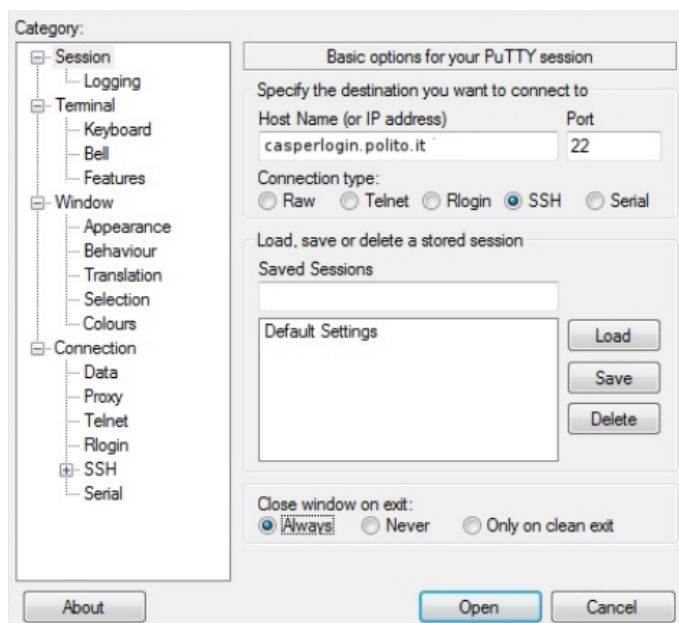 Category:
Session
Logging
Terminal
Keyboard
Bell
Features
Window
Appearance
Behaviour
Translation
Selection
Colours
Connection
Data
Proxy
Telnet
Rlogin
SSH
Serial
Basic options for your PuTTY session
Specify the destination you want to connect to
Host Name (or IP address) Port
casperlogin.polito.it 22
Connection type:
Raw Telnet Rlogin SSH Serial
Load, save or delete a stored session
Saved Sessions
Default Settings
Load
Save
Delete
Close window on exit:
Always Never Only on clean exit
About Open Cancel